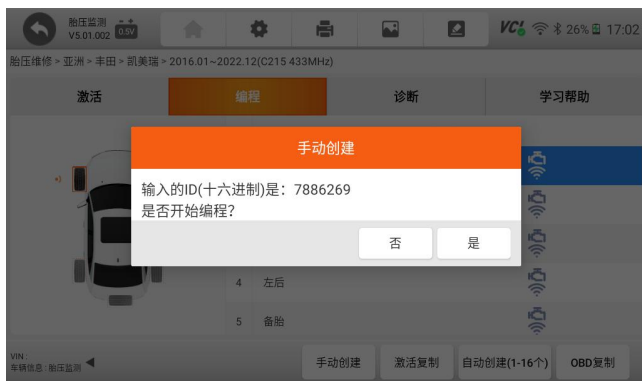 胎压监测
V5.01.002
0.5V
VCI
26%
17:02
胎压维修 > 亚洲 > 丰田 > 凯美瑞 > 2016.01~2022.12(C215 433MHz)
激活
编程
诊断
学习帮助
手动创建
输入的ID(十六进制)是：7886269
是否开始编程？
否
是
4 左后
5 备胎
VIN :
车辆信息 : 胎压监测
手动创建
激活复制
自动创建(1-16个)
OBD复制